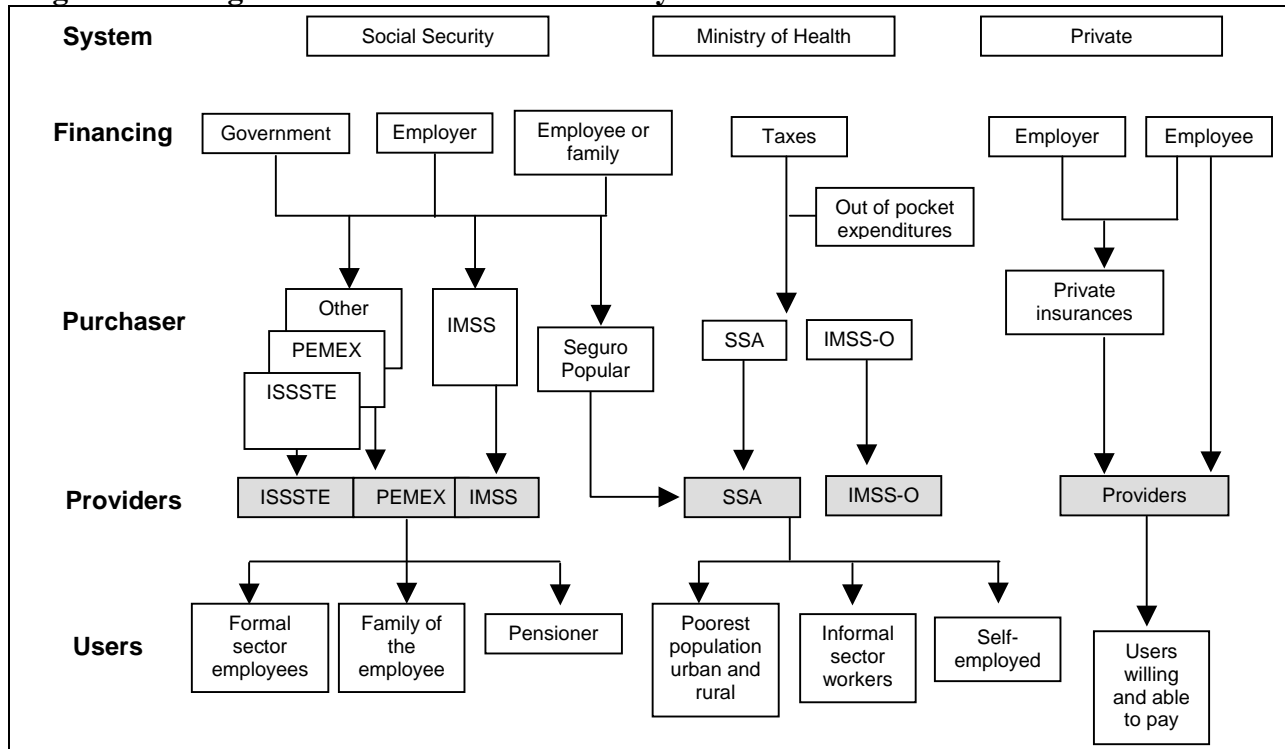 System
Social Security
Ministry of Health
Private
Financing
Government
Employer
Employee or
family
Taxes
Employer
Employee
Out of pocket
expenditures
Purchaser
Other
PEMEX
ISSSTE
IMSS
Seguro
Popular
SSA
IMSS-O
Private
insurances
Providers
ISSSTE
PEMEX
IMSS
SSA
IMSS-O
Providers
Users
Formal
sector
employees
Family of
the
employee
Pensioner
Poorest
population
urban and
rural
Informal
sector
workers
Self-
employed
Users
willing
and able
to pay